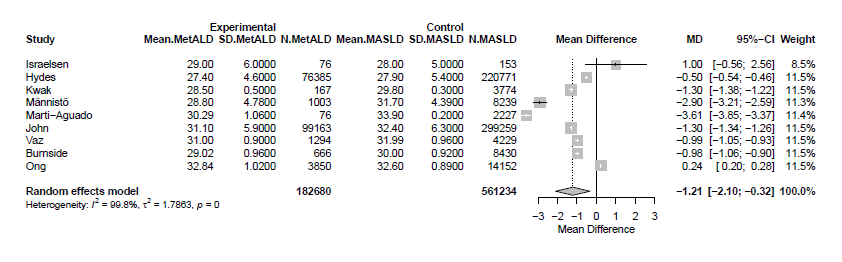 Experimental Control
Study Mean.MetALD SD.MetALD N.MetALD Mean.MASLD SD.MASLD N.MASLD Mean Difference MD 95%−CI Weight
Israelsen 29.00 6.0000 76 28.00 5.0000 153 1.00 [−0.56; 2.56] 8.5%
Hydes 27.40 4.6000 76385 27.90 5.4000 220771 −0.50 [−0.54; −0.46] 11.5%
Kwak 28.50 0.5000 167 29.80 0.3000 3774 −1.30 [−1.38; −1.22] 11.5%
Männistö 28.80 4.7800 1003 31.70 4.3900 8239 −2.90 [−3.21; −2.59] 11.3%
Marti−Aguado 30.29 1.0600 76 33.90 0.2000 2227 −3.61 [−3.85; −3.37] 11.4%
John 31.10 5.9000 99163 32.40 6.3000 299259 −1.30 [−1.34; −1.26] 11.5%
Vaz 31.00 0.9000 1294 31.99 0.9600 4229 −0.99 [−1.05; −0.93] 11.5%
Burnside 29.02 0.9600 666 30.00 0.9200 8430 −0.98 [−1.06; −0.90] 11.5%
Ong 32.84 1.0200 3850 32.60 0.8900 14152 0.24 [ 0.20; 0.28] 11.5%
Random effects model 182680 561234 −1.21 [−2.10; −0.32] 100.0%
Heterogeneity: I² = 99.8%, τ² = 1.7863, p = 0
−3 −2 −1 0 1 2 3
Mean Difference